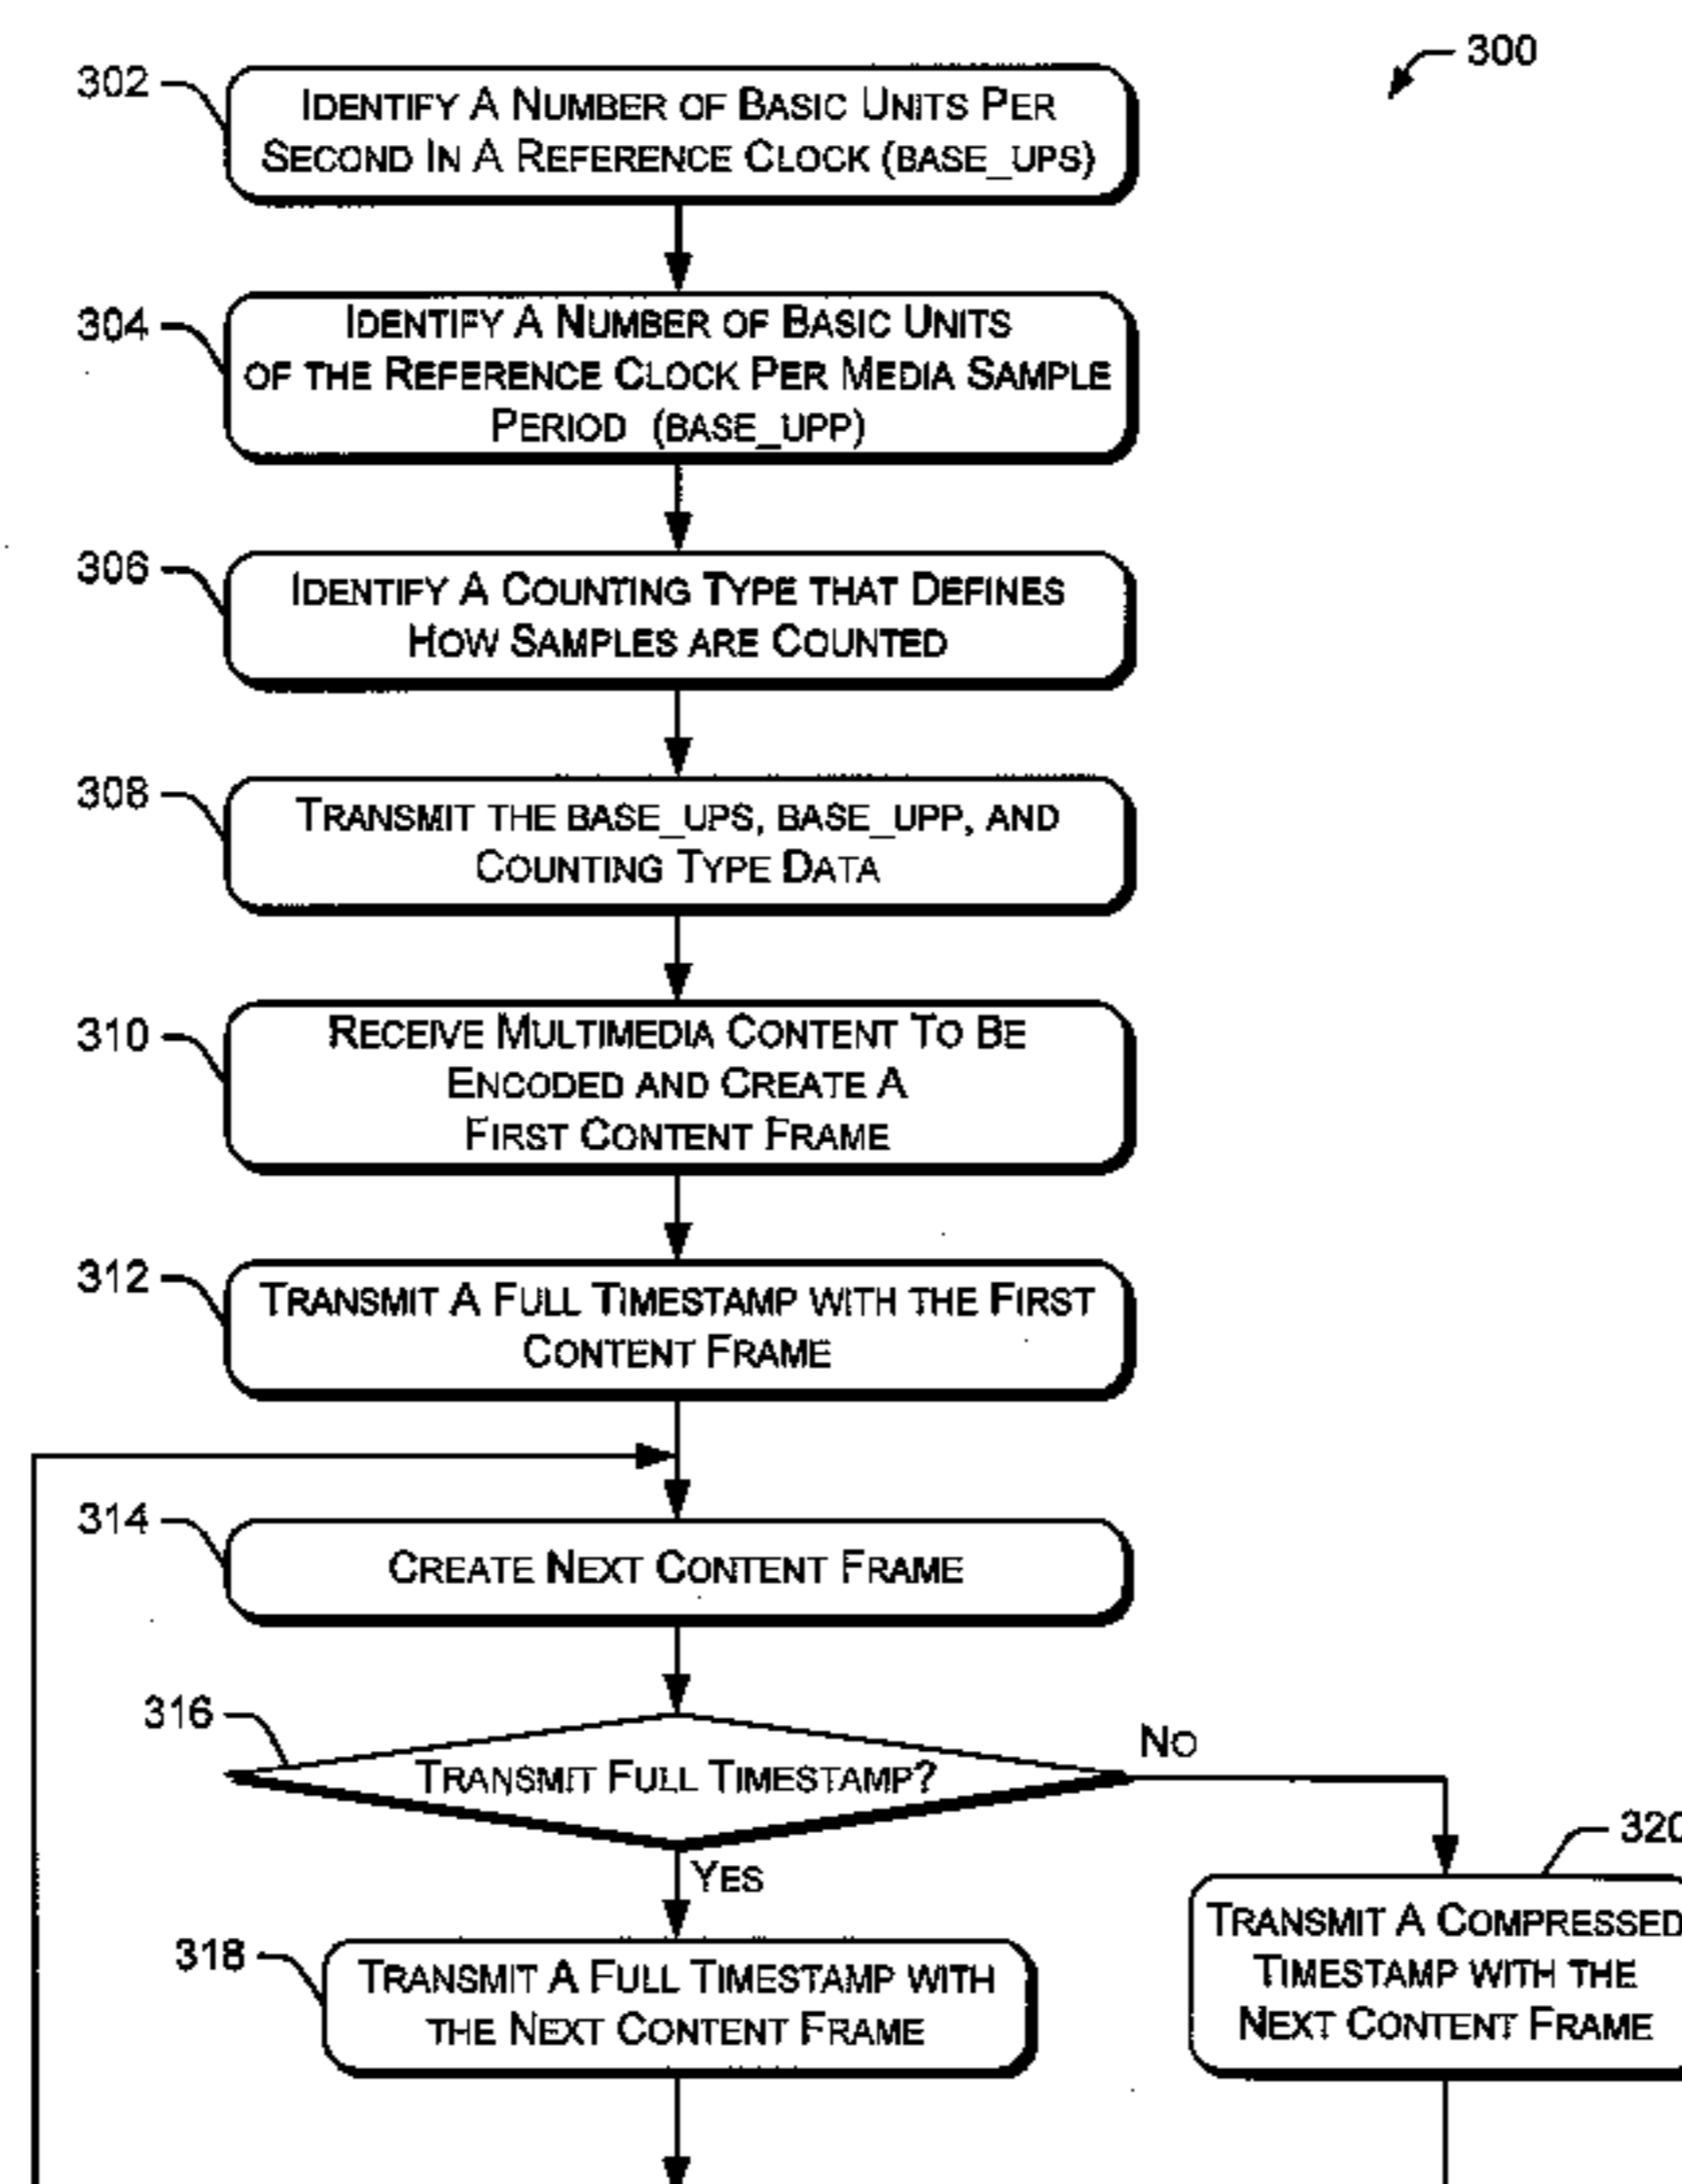 300
302
IDENTIFY A NUMBER OF BASIC UNITS PER
SECOND IN A REFERENCE CLOCK (BASE_UPS)
304
IDENTIFY A NUMBER OF BASIC UNITS
OF THE REFERENCE CLOCK PER MEDIA SAMPLE
PERIOD (BASE_UPP)
306
IDENTIFY A COUNTING TYPE THAT DEFINES
HOW SAMPLES ARE COUNTED
308
TRANSMIT THE BASE_UPS, BASE_UPP, AND
COUNTING TYPE DATA
310
RECEIVE MULTIMEDIA CONTENT TO BE
ENCODED AND CREATE A
FIRST CONTENT FRAME
312
TRANSMIT A FULL TIMESTAMP WITH THE FIRST
CONTENT FRAME
314
CREATE NEXT CONTENT FRAME
316
TRANSMIT FULL TIMESTAMP?
NO
YES
318
TRANSMIT A FULL TIMESTAMP WITH
THE NEXT CONTENT FRAME
320
TRANSMIT A COMPRESSED
TIMESTAMP WITH THE
NEXT CONTENT FRAME